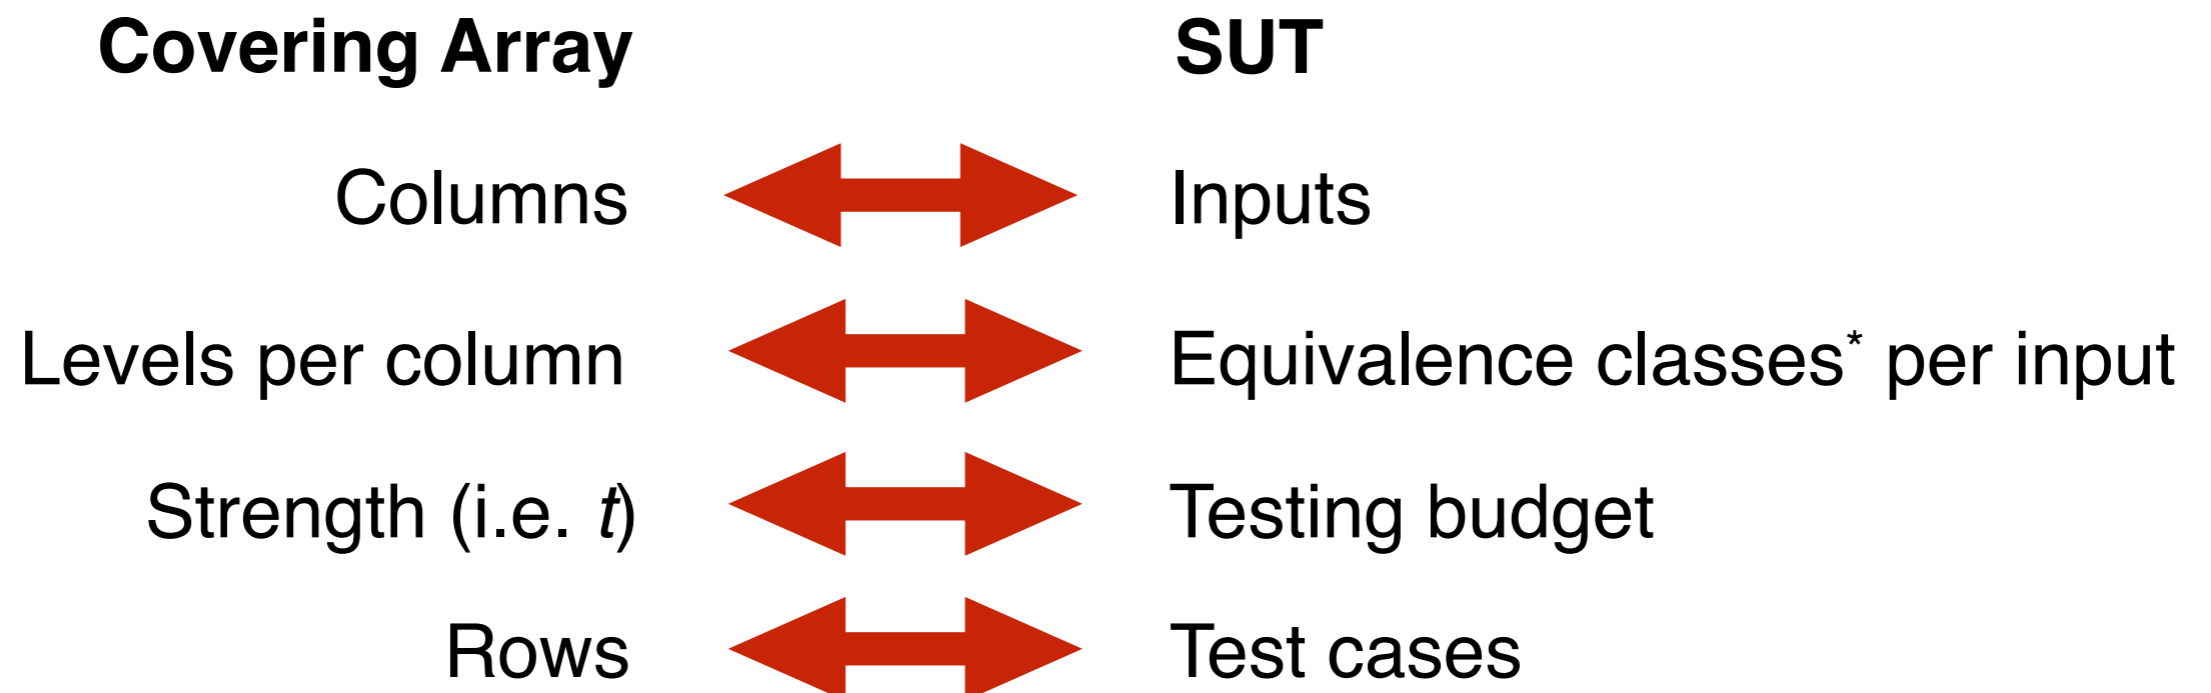 Covering Array SUT
Columns Inputs
Levels per column Equivalence classes* per input
Strength (i.e. t) Testing budget
Rows Test cases